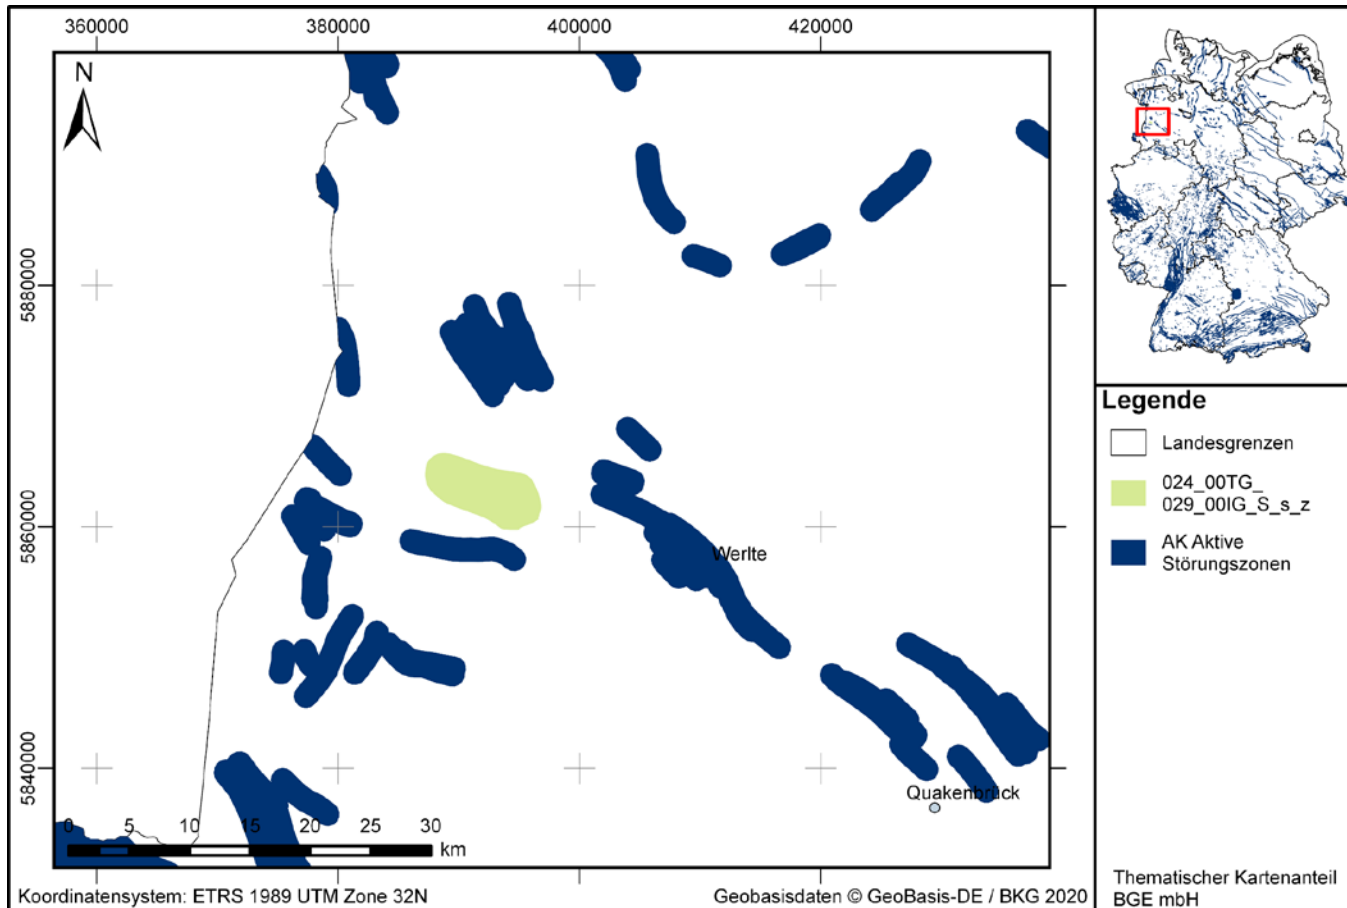 360000 380000 400000 420000
N
5880000
5860000
5840000
Werlte
Quakenbrück
0 5 10 15 20 25 30
km
Koordinatensystem: ETRS 1989 UTM Zone 32N
Geobasisdaten © GeoBasis-DE / BKG 2020
Legende
Landesgrenzen
024_00TG_
029_00IG_S_s_z
AK Aktive
Störungszonen
Thematischer Kartenanteil
BGE mbH